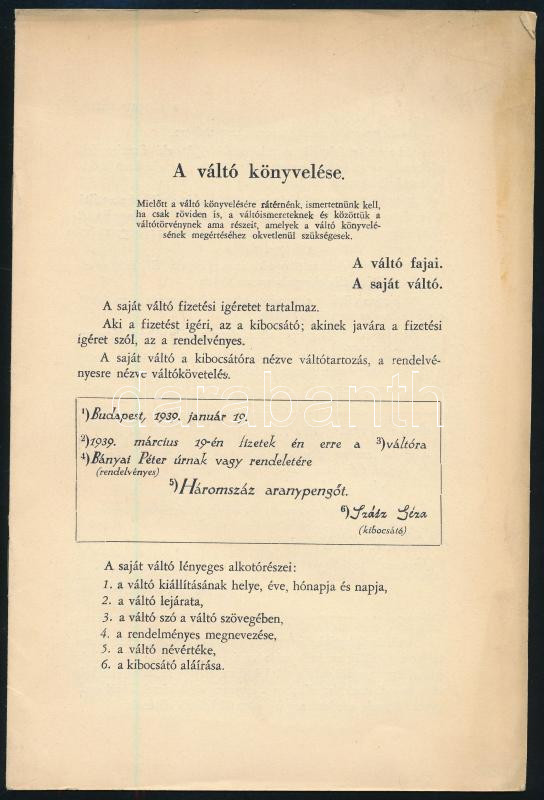 A váltó könyvelése.
Mielőtt a váltó könyvelésére rátérnénk, ismertetnünk kell,
ha csak röviden is, a váltóismereteknek és közöttük a
váltótörvénynek ama részeit, amelyek a váltó könyvelé-
sének megértéséhez okvetlenül szükségesek.
A váltó fajai.
A saját váltó.
A saját váltó fizetési igéretet tartalmaz.
Aki a fizetést igéri, az a kibocsátó; akinek javára a fizetési
igéret szól, az a rendelvényes.
A saját váltó a kibocsátóra nézve váltótartozás, a rendelvé-
nyesre nézve váltókövetelés.
darabanth
1) Budapest, 1939. január 19.
2) 1939. március 19-én fizetek én erre a 3) váltóra
4) Bányai Péter úrnak vagy rendeletére
(rendelvényes)
5) Háromszáz aranypengőt.
6) Szász Géza
(kibocsátó)
A saját váltó lényeges alkotórészei:
1. a váltó kiállításának helye, éve, hónapja és napja,
2. a váltó lejárata,
3. a váltó szó a váltó szövegében,
4. a rendelményes megnevezése,
5. a váltó névértéke,
6. a kibocsátó aláírása.